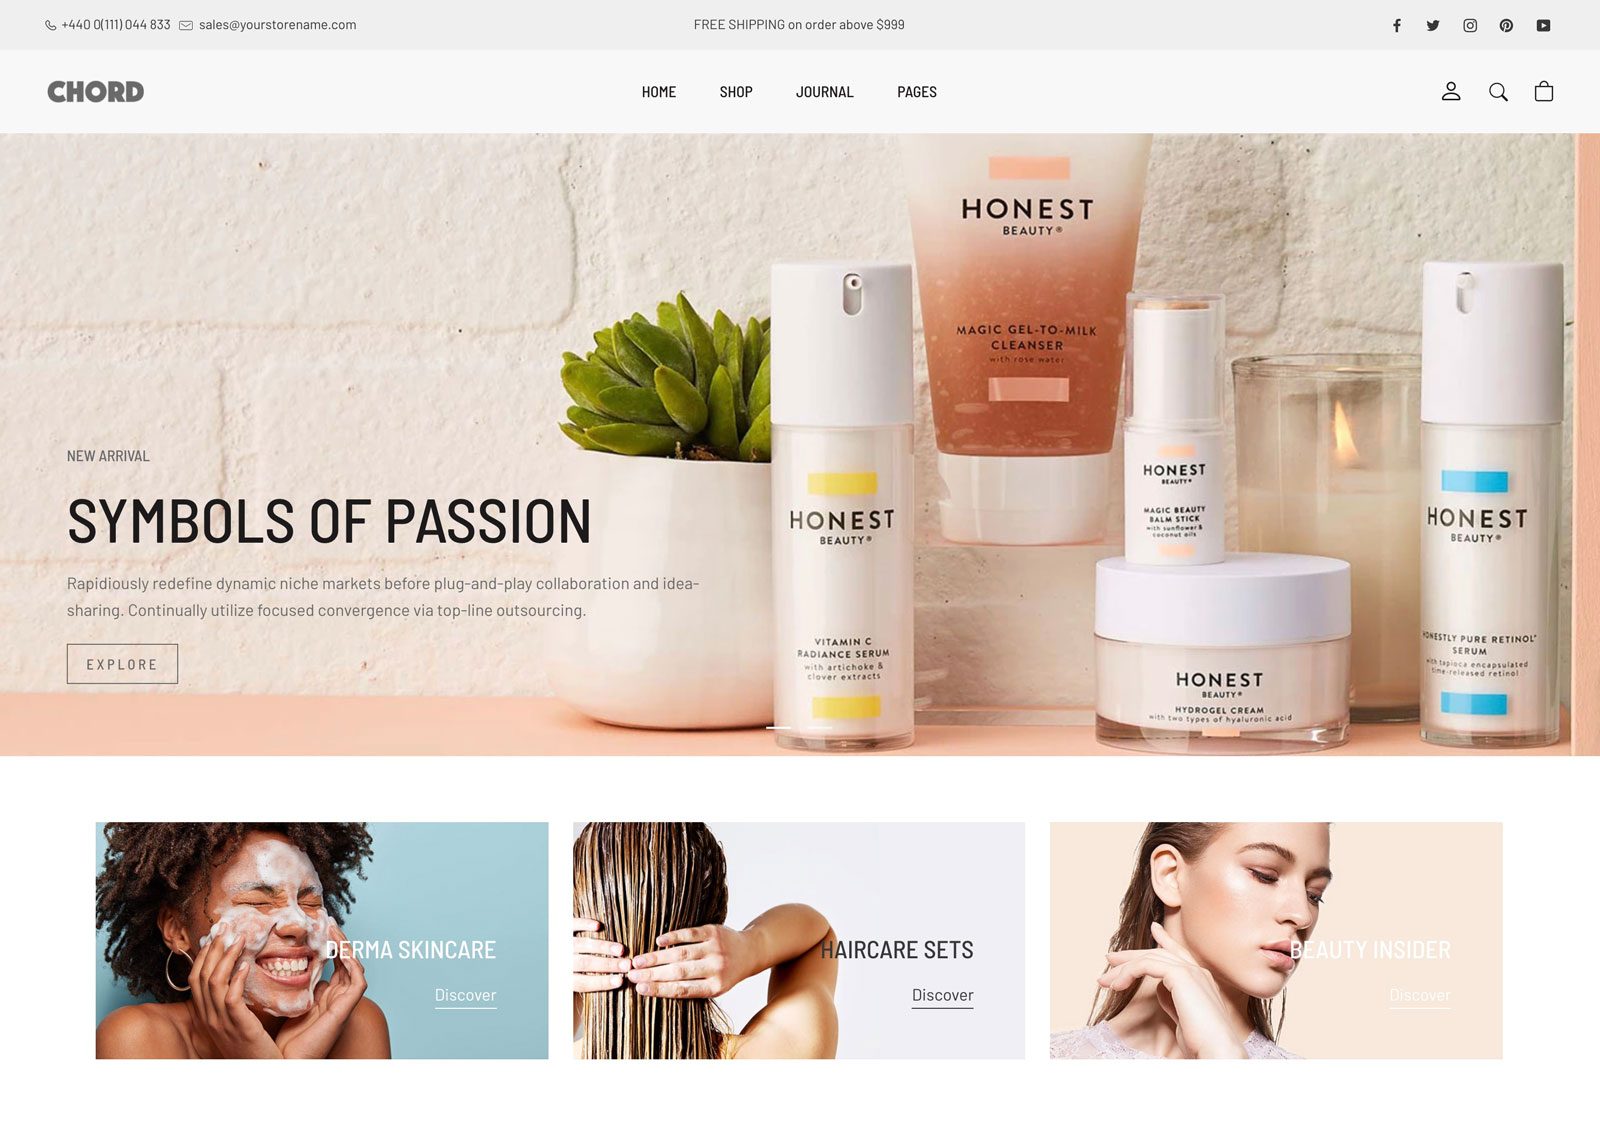 +440 0(111) 044 833 sales@yourstorename.com
FREE SHIPPING on order above $999
CHORD
HOME SHOP JOURNAL PAGES
NEW ARRIVAL
SYMBOLS OF PASSION
Rapidiously redefine dynamic niche markets before plug-and-play collaboration and idea-
sharing. Continually utilize focused convergence via top-line outsourcing.
EXPLORE
HONEST
BEAUTY®
VITAMIN C
RADIANCE SERUM
with artichoke &
clover extracts
HONEST
BEAUTY®
MAGIC GEL-TO-MILK
CLEANSER
with rose water
HONEST
BEAUTY®
MAGIC BEAUTY
BALM STICK
with sunflower &
coconut oils
HONEST
BEAUTY®
HYDROGEL CREAM
with two types of hyaluronic acid
HONEST
BEAUTY®
HONESTLY PURE RETINOL
SERUM
with tapioca encapsulated
time-released retinol
DERMA SKINCARE
Discover
HAIRCARE SETS
Discover
BEAUTY INSIDER
Discover